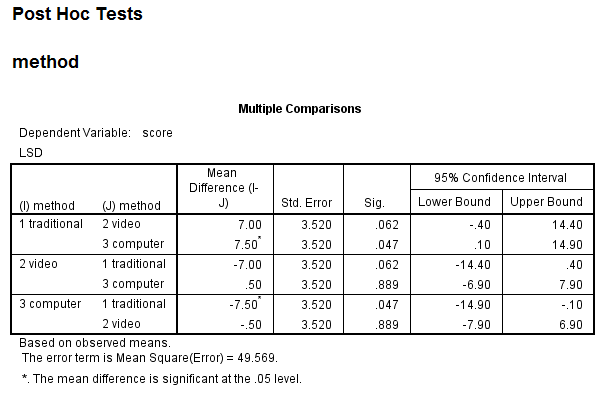 Post Hoc Tests
method
Multiple Comparisons
Dependent Variable: score
LSD
(I) method (J) method Mean Difference (I-J) Std. Error Sig. 95% Confidence Interval
Lower Bound Upper Bound
1 traditional 2 video 7.00 3.520 .062 -.40 14.40
3 computer 7.50* 3.520 .047 .10 14.90
2 video 1 traditional -7.00 3.520 .062 -14.40 .40
3 computer .50 3.520 .889 -6.90 7.90
3 computer 1 traditional -7.50* 3.520 .047 -14.90 -.10
2 video -.50 3.520 .889 -7.90 6.90
Based on observed means.
The error term is Mean Square(Error) = 49.569.
*. The mean difference is significant at the .05 level.